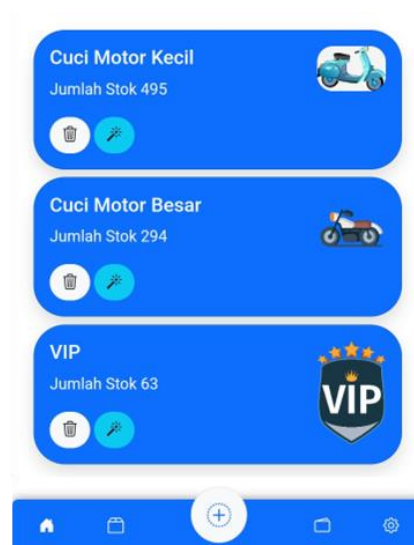 Cuci Motor Kecil
Jumlah Stok 495
Cuci Motor Besar
Jumlah Stok 294
VIP
Jumlah Stok 63
VIP